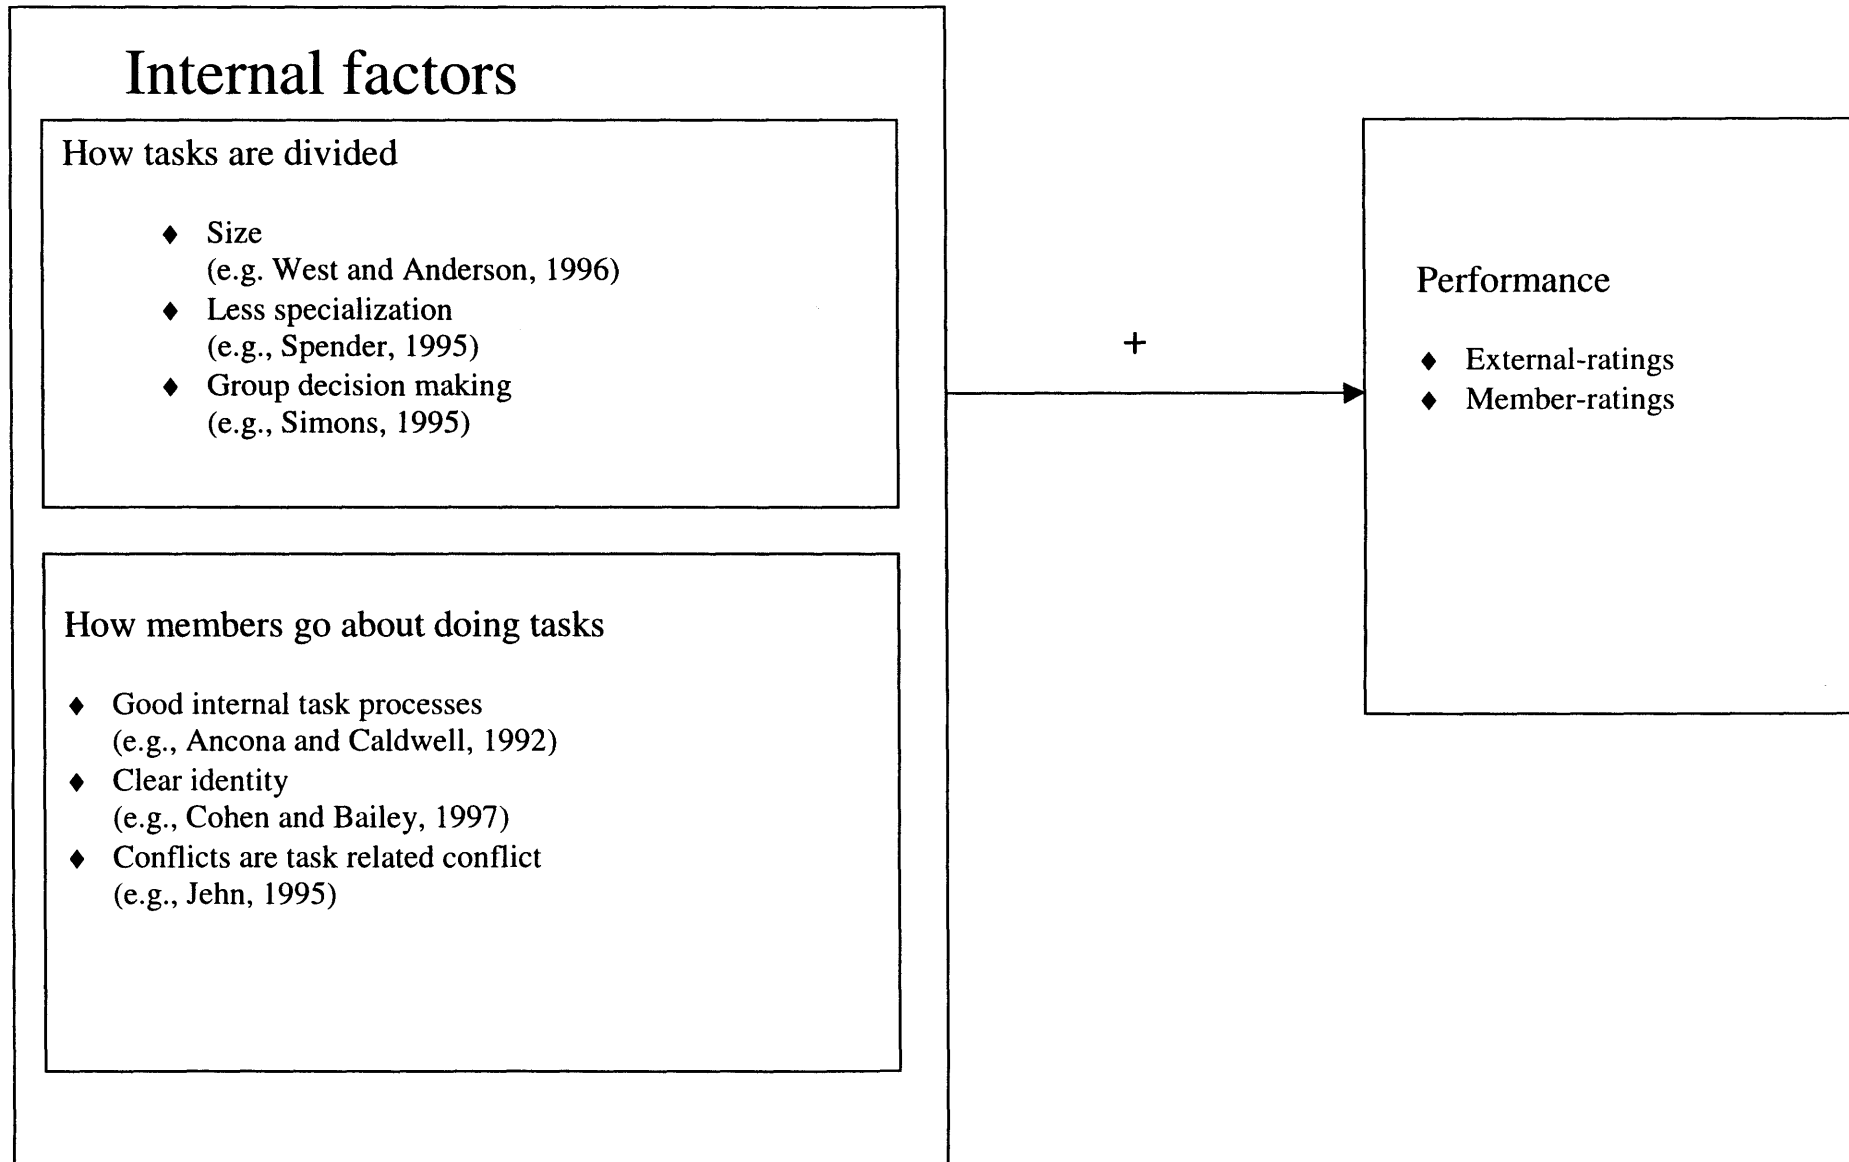 Internal factors
How tasks are divided
♦ Size
(e.g. West and Anderson, 1996)
♦ Less specialization
(e.g., Spender, 1995)
♦ Group decision making
(e.g., Simons, 1995)
How members go about doing tasks
♦ Good internal task processes
(e.g., Ancona and Caldwell, 1992)
♦ Clear identity
(e.g., Cohen and Bailey, 1997)
♦ Conflicts are task related conflict
(e.g., Jehn, 1995)
+
Performance
♦ External-ratings
♦ Member-ratings